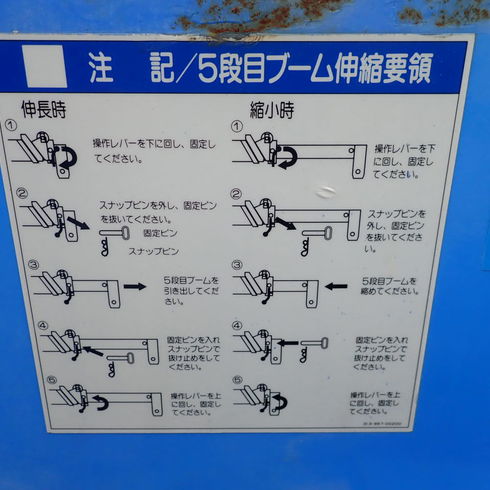 注 記/5段目ブーム伸縮要領
伸長時
①
操作レバーを下に回し、固定し
てください。
②
スナップピンを外し、固定ピン
を抜いてください。
固定ピン
スナップピン
③
5段目ブームを
引き出してくだ
さい。
④
固定ピンを入れ
スナップピンで
抜け止めをして
ください。
⑤
操作レバーを上
に回し、固定し
てください。
縮小時
①
操作レバーを下
に回し、固定し
てください。
②
スナップピンを
外し、固定ピン
を抜いてくださ
い。
③
5段目ブームを
縮めてください。
④
固定ピンを入れ
スナップピンで
抜け止めをして
ください。
⑤
操作レバーを上
に回し、固定し
てください。